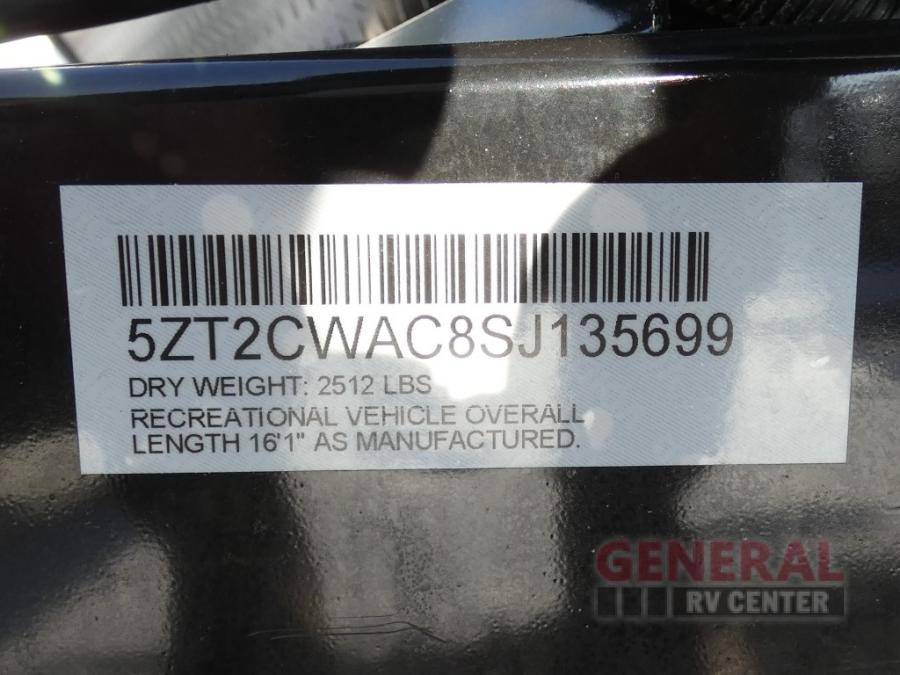 5ZT2CWAC8SJ135699
DRY WEIGHT: 2512 LBS
RECREATIONAL VEHICLE OVERALL
LENGTH 16'1" AS MANUFACTURED.
GENERAL
RV CENTER